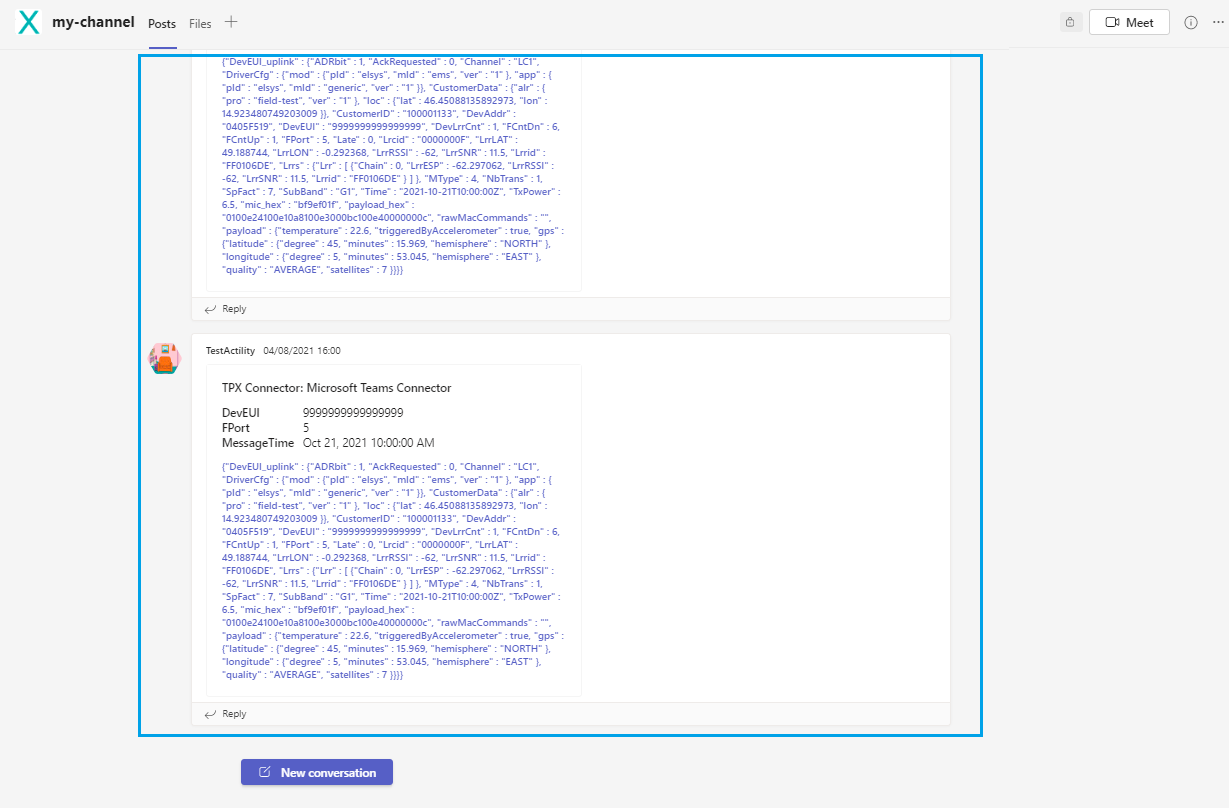 my-channel Posts Files
Meet
{"DevEUI_uplink" : {"ADRbit" : 1, "AckRequested" : 0, "Channel" : "LC1",
"DriverCfg" : {"mod" : {"pId" : "elsys", "mId" : "ems", "ver" : "1" }, "app" : {
"pId" : "elsys", "mId" : "generic", "ver" : "1" }}, "CustomerData" : {"alr" : {
"pro" : "field-test", "ver" : "1" }, "loc" : {"lat" : 46.45088135892973, "lon" :
14.923480749203009 }}, "CustomerID" : "100001133", "DevAddr" :
"0405F519", "DevEUI" : "9999999999999999", "DevLrrCnt" : 1, "FCntDn" : 6,
"FCntUp" : 1, "FPort" : 5, "Late" : 0, "Lrcid" : "0000000F", "LrrLAT" :
49.188744, "LrrLON" : -0.292368, "LrrRSSI" : -62, "LrrSNR" : 11.5, "Lrrid" :
"FF0106DE", "Lrrs" : {"Lrr" : [ {"Chain" : 0, "LrrESP" : -62.297062, "LrrRSSI" :
-62, "LrrSNR" : 11.5, "Lrrid" : "FF0106DE" } ] }, "MType" : 4, "NbTrans" : 1,
"SpFact" : 7, "SubBand" : "G1", "Time" : "2021-10-21T10:00:00Z", "TxPower" :
6.5, "mic_hex" : "bf9ef01f", "payload_hex" :
"0100e24100e10a8100e3000bc100e40000000c", "rawMacCommands" : "",
"payload" : {"temperature" : 22.6, "triggeredByAccelerometer" : true, "gps" :
{"latitude" : {"degree" : 45, "minutes" : 15.969, "hemisphere" : "NORTH" },
"longitude" : {"degree" : 5, "minutes" : 53.045, "hemisphere" : "EAST" },
"quality" : "AVERAGE", "satellites" : 7 }}}}
Reply
TestActility 04/08/2021 16:00
TPX Connector: Microsoft Teams Connector
DevEUI 9999999999999999
FPort 5
MessageTime Oct 21, 2021 10:00:00 AM
{"DevEUI_uplink" : {"ADRbit" : 1, "AckRequested" : 0, "Channel" : "LC1",
"DriverCfg" : {"mod" : {"pId" : "elsys", "mId" : "ems", "ver" : "1" }, "app" : {
"pId" : "elsys", "mId" : "generic", "ver" : "1" }}, "CustomerData" : {"alr" : {
"pro" : "field-test", "ver" : "1" }, "loc" : {"lat" : 46.45088135892973, "lon" :
14.923480749203009 }}, "CustomerID" : "100001133", "DevAddr" :
"0405F519", "DevEUI" : "9999999999999999", "DevLrrCnt" : 1, "FCntDn" : 6,
"FCntUp" : 1, "FPort" : 5, "Late" : 0, "Lrcid" : "0000000F", "LrrLAT" :
49.188744, "LrrLON" : -0.292368, "LrrRSSI" : -62, "LrrSNR" : 11.5, "Lrrid" :
"FF0106DE", "Lrrs" : {"Lrr" : [ {"Chain" : 0, "LrrESP" : -62.297062, "LrrRSSI" :
-62, "LrrSNR" : 11.5, "Lrrid" : "FF0106DE" } ] }, "MType" : 4, "NbTrans" : 1,
"SpFact" : 7, "SubBand" : "G1", "Time" : "2021-10-21T10:00:00Z", "TxPower" :
6.5, "mic_hex" : "bf9ef01f", "payload_hex" :
"0100e24100e10a8100e3000bc100e40000000c", "rawMacCommands" : "",
"payload" : {"temperature" : 22.6, "triggeredByAccelerometer" : true, "gps" :
{"latitude" : {"degree" : 45, "minutes" : 15.969, "hemisphere" : "NORTH" },
"longitude" : {"degree" : 5, "minutes" : 53.045, "hemisphere" : "EAST" },
"quality" : "AVERAGE", "satellites" : 7 }}}}
Reply
New conversation